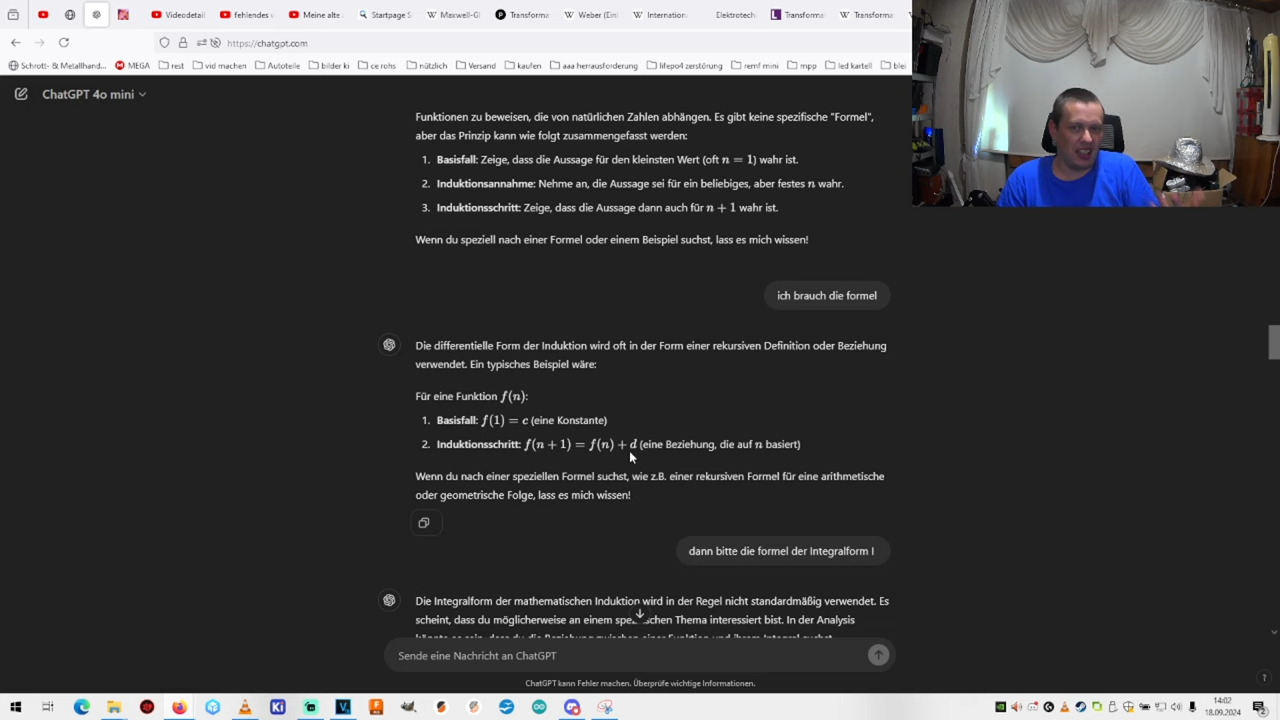 Videodetail
fehlendes v
Meine alte
Startpage S
Maxwell-Gl
Transforma
Weber (Ein
Internation
Elektrotech
Transforma
Transforma
https://chatgpt.com
Schrott- & Metallhand...
MEGA
rest
vid machen
Autoteile
bilder ki
ce rohs
nützlich
Versand
kaufen
aaa herrausforderung
lifepo4 zerstörung
remf mini
mpp
led kartell
blei
ChatGPT 4o mini
Funktionen zu beweisen, die von natürlichen Zahlen abhängen. Es gibt keine spezifische "Formel",
aber das Prinzip kann wie folgt zusammengefasst werden:
1. Basisfall: Zeige, dass die Aussage für den kleinsten Wert (oft n = 1) wahr ist.
2. Induktionsannahme: Nehme an, die Aussage sei für ein beliebiges, aber festes n wahr.
3. Induktionsschritt: Zeige, dass die Aussage dann auch für n + 1 wahr ist.
Wenn du speziell nach einer Formel oder einem Beispiel suchst, lass es mich wissen!
ich brauch die formel
Die differentielle Form der Induktion wird oft in der Form einer rekursiven Definition oder Beziehung
verwendet. Ein typisches Beispiel wäre:
Für eine Funktion f(n):
1. Basisfall: f(1) = c (eine Konstante)
2. Induktionsschritt: f(n + 1) = f(n) + d (eine Beziehung, die auf n basiert)
Wenn du nach einer speziellen Formel suchst, wie z.B. einer rekursiven Formel für eine arithmetische
oder geometrische Folge, lass es mich wissen!
dann bitte die formel der Integralform I
Die Integralform der mathematischen Induktion wird in der Regel nicht standardmäßig verwendet. Es
scheint, dass du möglicherweise an einem Thema interessiert bist. In der Analysis
Sende eine Nachricht an ChatGPT
ChatGPT kann Fehler machen. Überprüfe wichtige Informationen.
14:02
18.09.2024